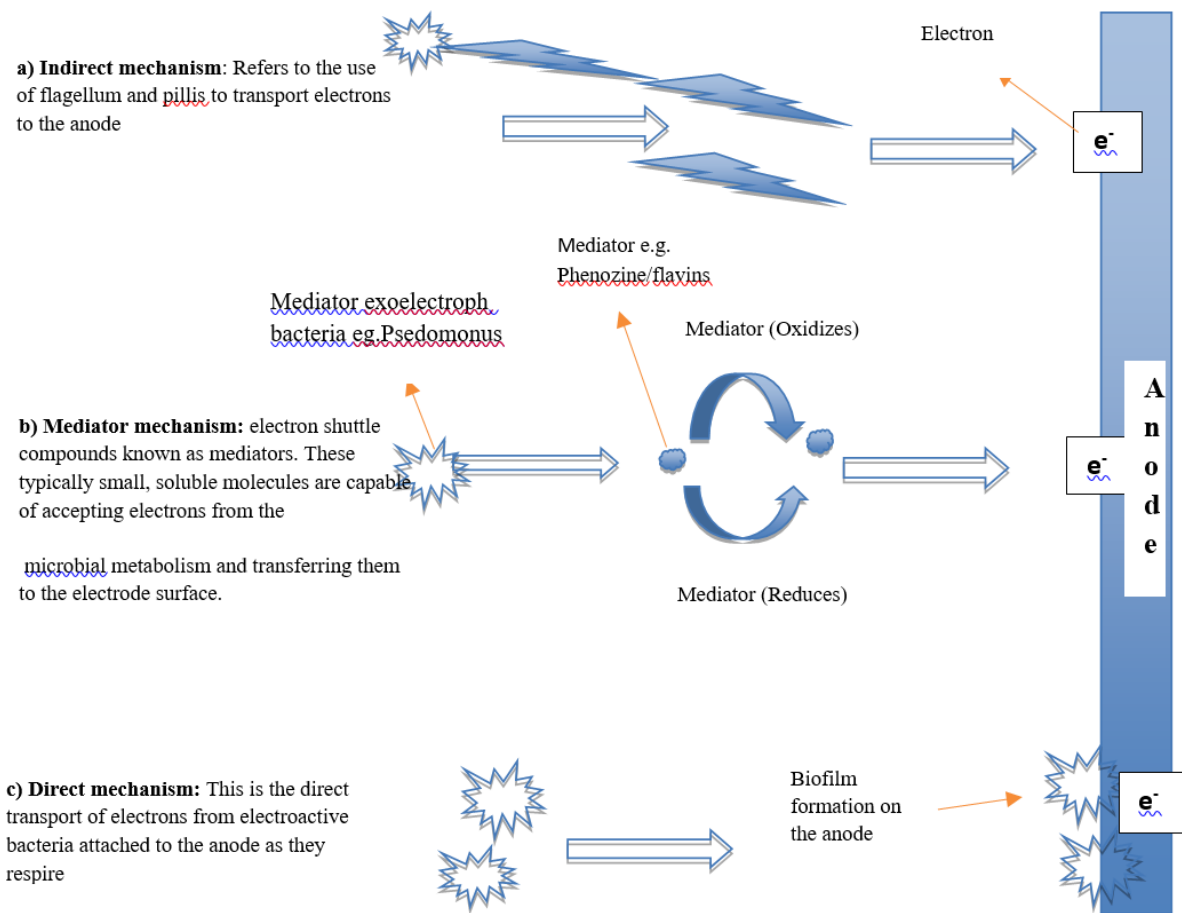 Electron
a) Indirect mechanism: Refers to the use
of flagellum and pillis to transport electrons
to the anode
e-
Mediator e.g.
Phenozine/flavins
Mediator exoelectroph,
bacteria eg.Psedomonus
Mediator (Oxidizes)
b) Mediator mechanism: electron shuttle
compounds known as mediators. These
typically small, soluble molecules are capable
of accepting electrons from the
microbial metabolism and transferring them
to the electrode surface.
e-
A
n
o
d
e
Mediator (Reduces)
c) Direct mechanism: This is the direct
transport of electrons from electroactive
bacteria attached to the anode as they
respire
Biofilm
formation on
the anode
e-